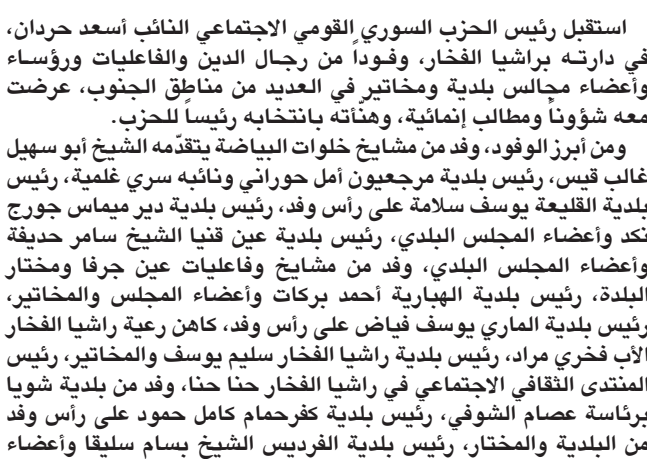 استقبل رئيس الحزب السوري القومي الاجتماعي النائب أسعد حردان،
في دارتـه براشيا الفخار، وفـوداً من رجـال الدين والفاعليات ورؤسـاء
وأعضاء مجالس بلدية ومخاتير في العديد من مناطق الجنوب، عرضت
معه شؤوناً ومطالب إنمائية، وهنّأته بانتخابه رئيساً للحزب.
ومن أبرز الوفود، وفد من مشايخ خلوات البياضة يتقدّمه الشيخ أبو سهيل
غالب قيس، رئيس بلدية مرجعيون أمل حوراني ونائبه سري غلمية، رئيس
بلدية القليعة يوسف سلامة على رأس وفد، رئيس بلدية دير ميماس جورج
نكد وأعضاء المجلس البلدي، رئيس بلدية عين قنيا الشيخ سامر حديفة
وأعضاء المجلس البلدي، وفد من مشايخ وفاعليات عين جرفا ومختار
البلدة، رئيس بلدية الهبارية أحمد بركات وأعضاء المجلس والمخاتير،
رئيس بلدية الماري يوسف فياض على رأس وفد، كاهن رعية راشيا الفخار
الأب فخري مراد، رئيس بلدية راشيا الفخار سليم يوسف والمخاتير، رئيس
المنتدى الثقافي الاجتماعي في راشيا الفخار حنا حنا، وفد من بلدية شويا
برئاسة عصام الشوفي، رئيس بلدية كفرحمام كامل حمود على رأس وفد
من البلدية والمختار، رئيس بلدية الفرديس الشيخ بسام سليقا وأعضاء